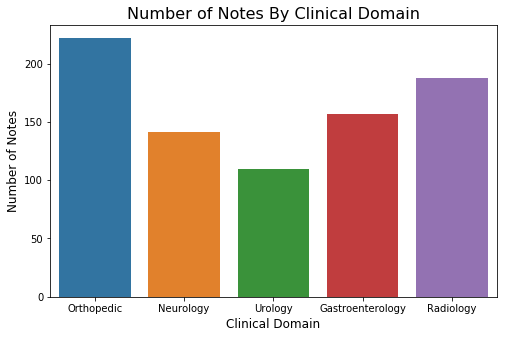 Number of Notes By Clinical Domain
Number of Notes
200
150
100
50
0
Orthopedic Neurology Urology Gastroenterology Radiology
Clinical Domain